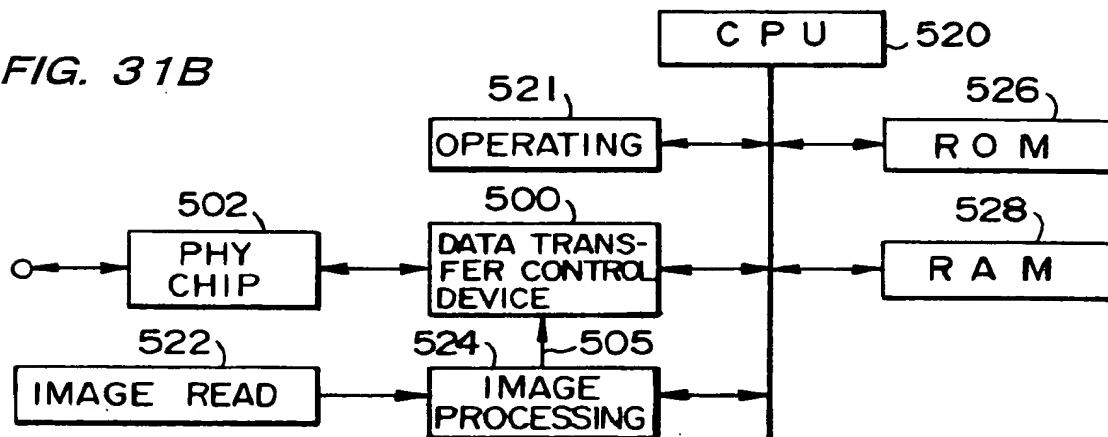 FIG. 31B
CPU
520
521
OPERATING
526
ROM
502
PHY
CHIP
500
DATA TRANS-
FER CONTROL
DEVICE
528
RAM
522
IMAGE READ
524
505
IMAGE
PROCESSING